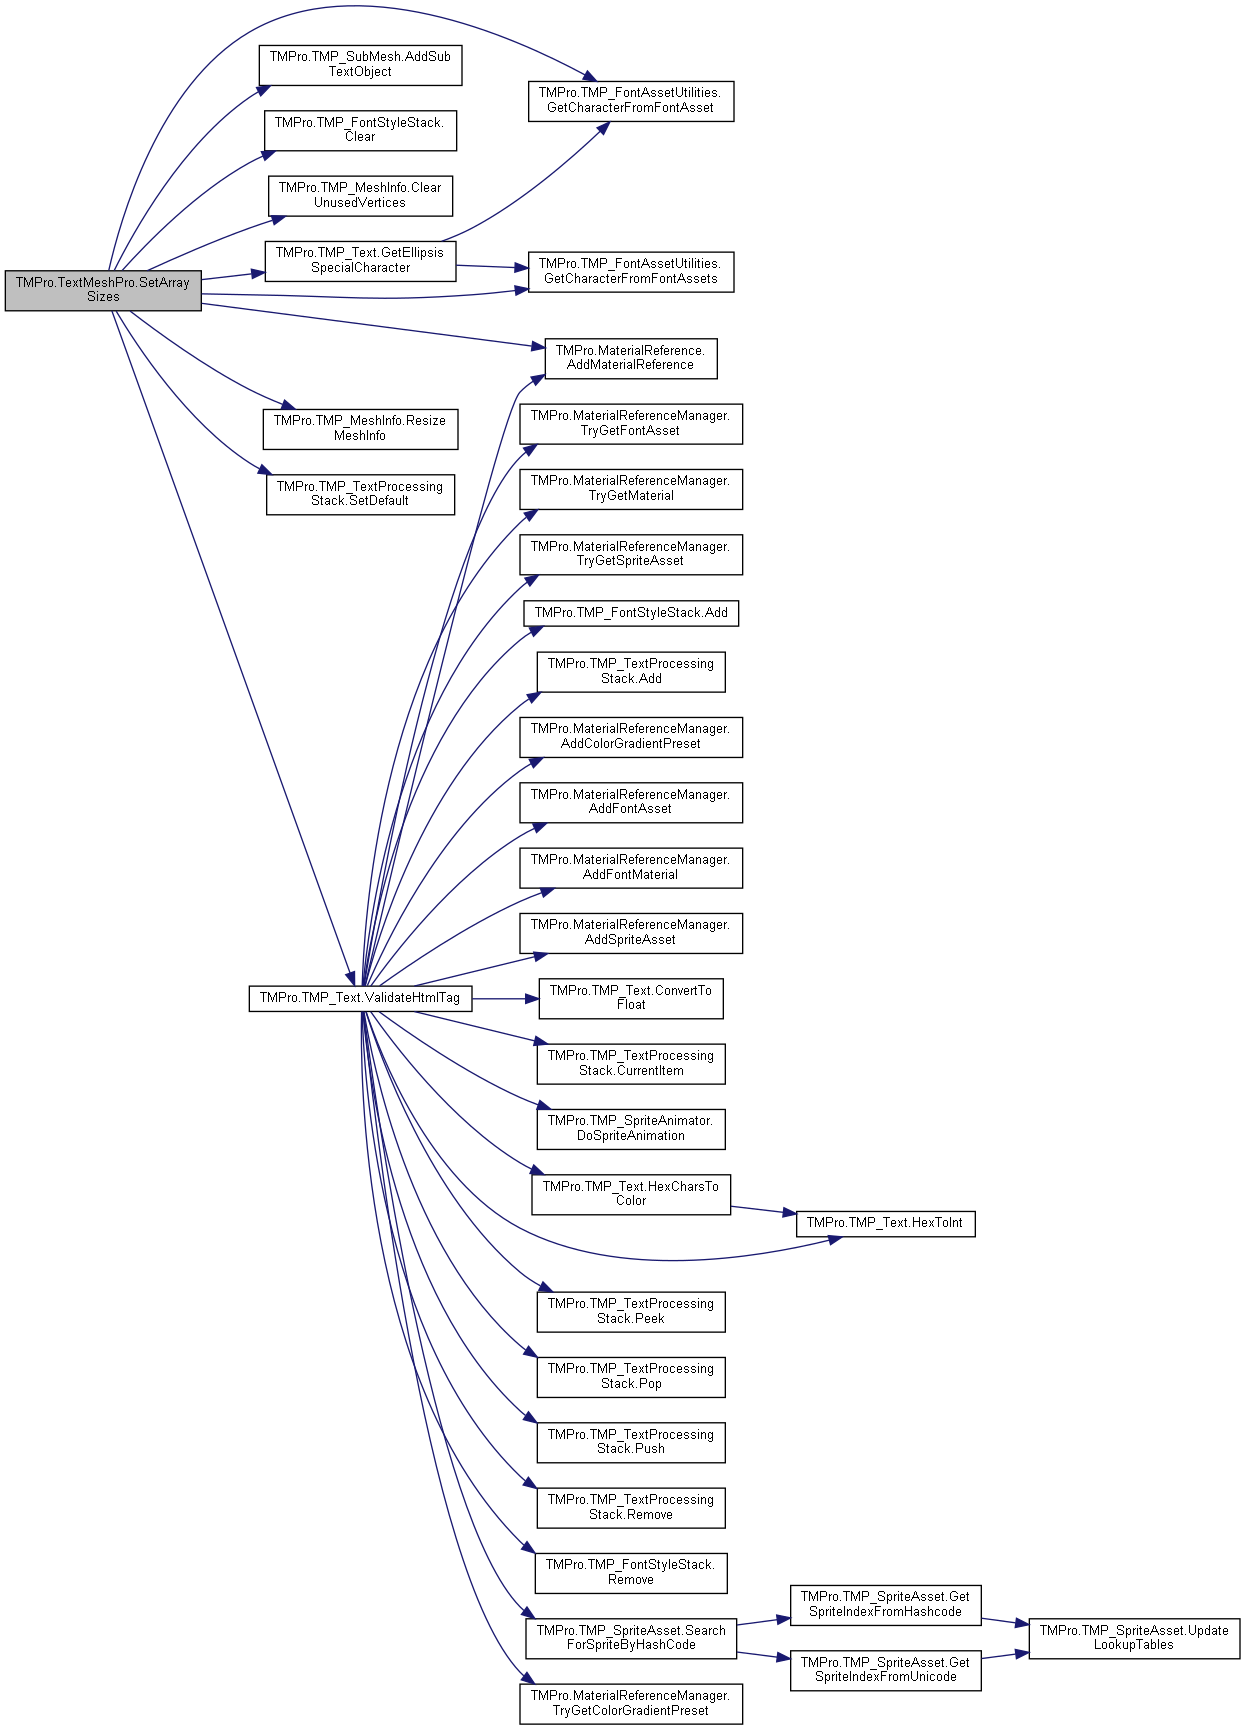 TMPro.TextMeshPro.SetArray
Sizes
TMPro.TMP_SubMesh.AddSub
TextObject
TMPro.TMP_FontStyleStack.
Clear
TMPro.TMP_MeshInfo.Clear
UnusedVertices
TMPro.TMP_Text.GetEllipsis
SpecialCharacter
TMPro.TMP_MeshInfo.Resize
MeshInfo
TMPro.TMP_TextProcessing
Stack.SetDefault
TMPro.TMP_Text.ValidateHtmlTag
TMPro.TMP_FontAssetUtilities.
GetCharacterFromFontAsset
TMPro.TMP_FontAssetUtilities.
GetCharacterFromFontAssets
TMPro.MaterialReference.
AddMaterialReference
TMPro.MaterialReferenceManager.
TryGetFontAsset
TMPro.MaterialReferenceManager.
TryGetMaterial
TMPro.MaterialReferenceManager.
TryGetSpriteAsset
TMPro.TMP_FontStyleStack.Add
TMPro.TMP_TextProcessing
Stack.Add
TMPro.MaterialReferenceManager.
AddColorGradientPreset
TMPro.MaterialReferenceManager.
AddFontAsset
TMPro.MaterialReferenceManager.
AddFontMaterial
TMPro.MaterialReferenceManager.
AddSpriteAsset
TMPro.TMP_Text.ConvertTo
Float
TMPro.TMP_TextProcessing
Stack.CurrentItem
TMPro.TMP_SpriteAnimator.
DoSpriteAnimation
TMPro.TMP_Text.HexCharsTo
Color
TMPro.TMP_Text.HexToInt
TMPro.TMP_TextProcessing
Stack.Peek
TMPro.TMP_TextProcessing
Stack.Pop
TMPro.TMP_TextProcessing
Stack.Push
TMPro.TMP_TextProcessing
Stack.Remove
TMPro.TMP_FontStyleStack.
Remove
TMPro.TMP_SpriteAsset.Search
ForSpriteByHashCode
TMPro.TMP_SpriteAsset.Get
SpriteIndexFromHashcode
TMPro.TMP_SpriteAsset.Get
SpriteIndexFromUnicode
TMPro.TMP_SpriteAsset.Update
LookupTables
TMPro.MaterialReferenceManager.
TryGetColorGradientPreset